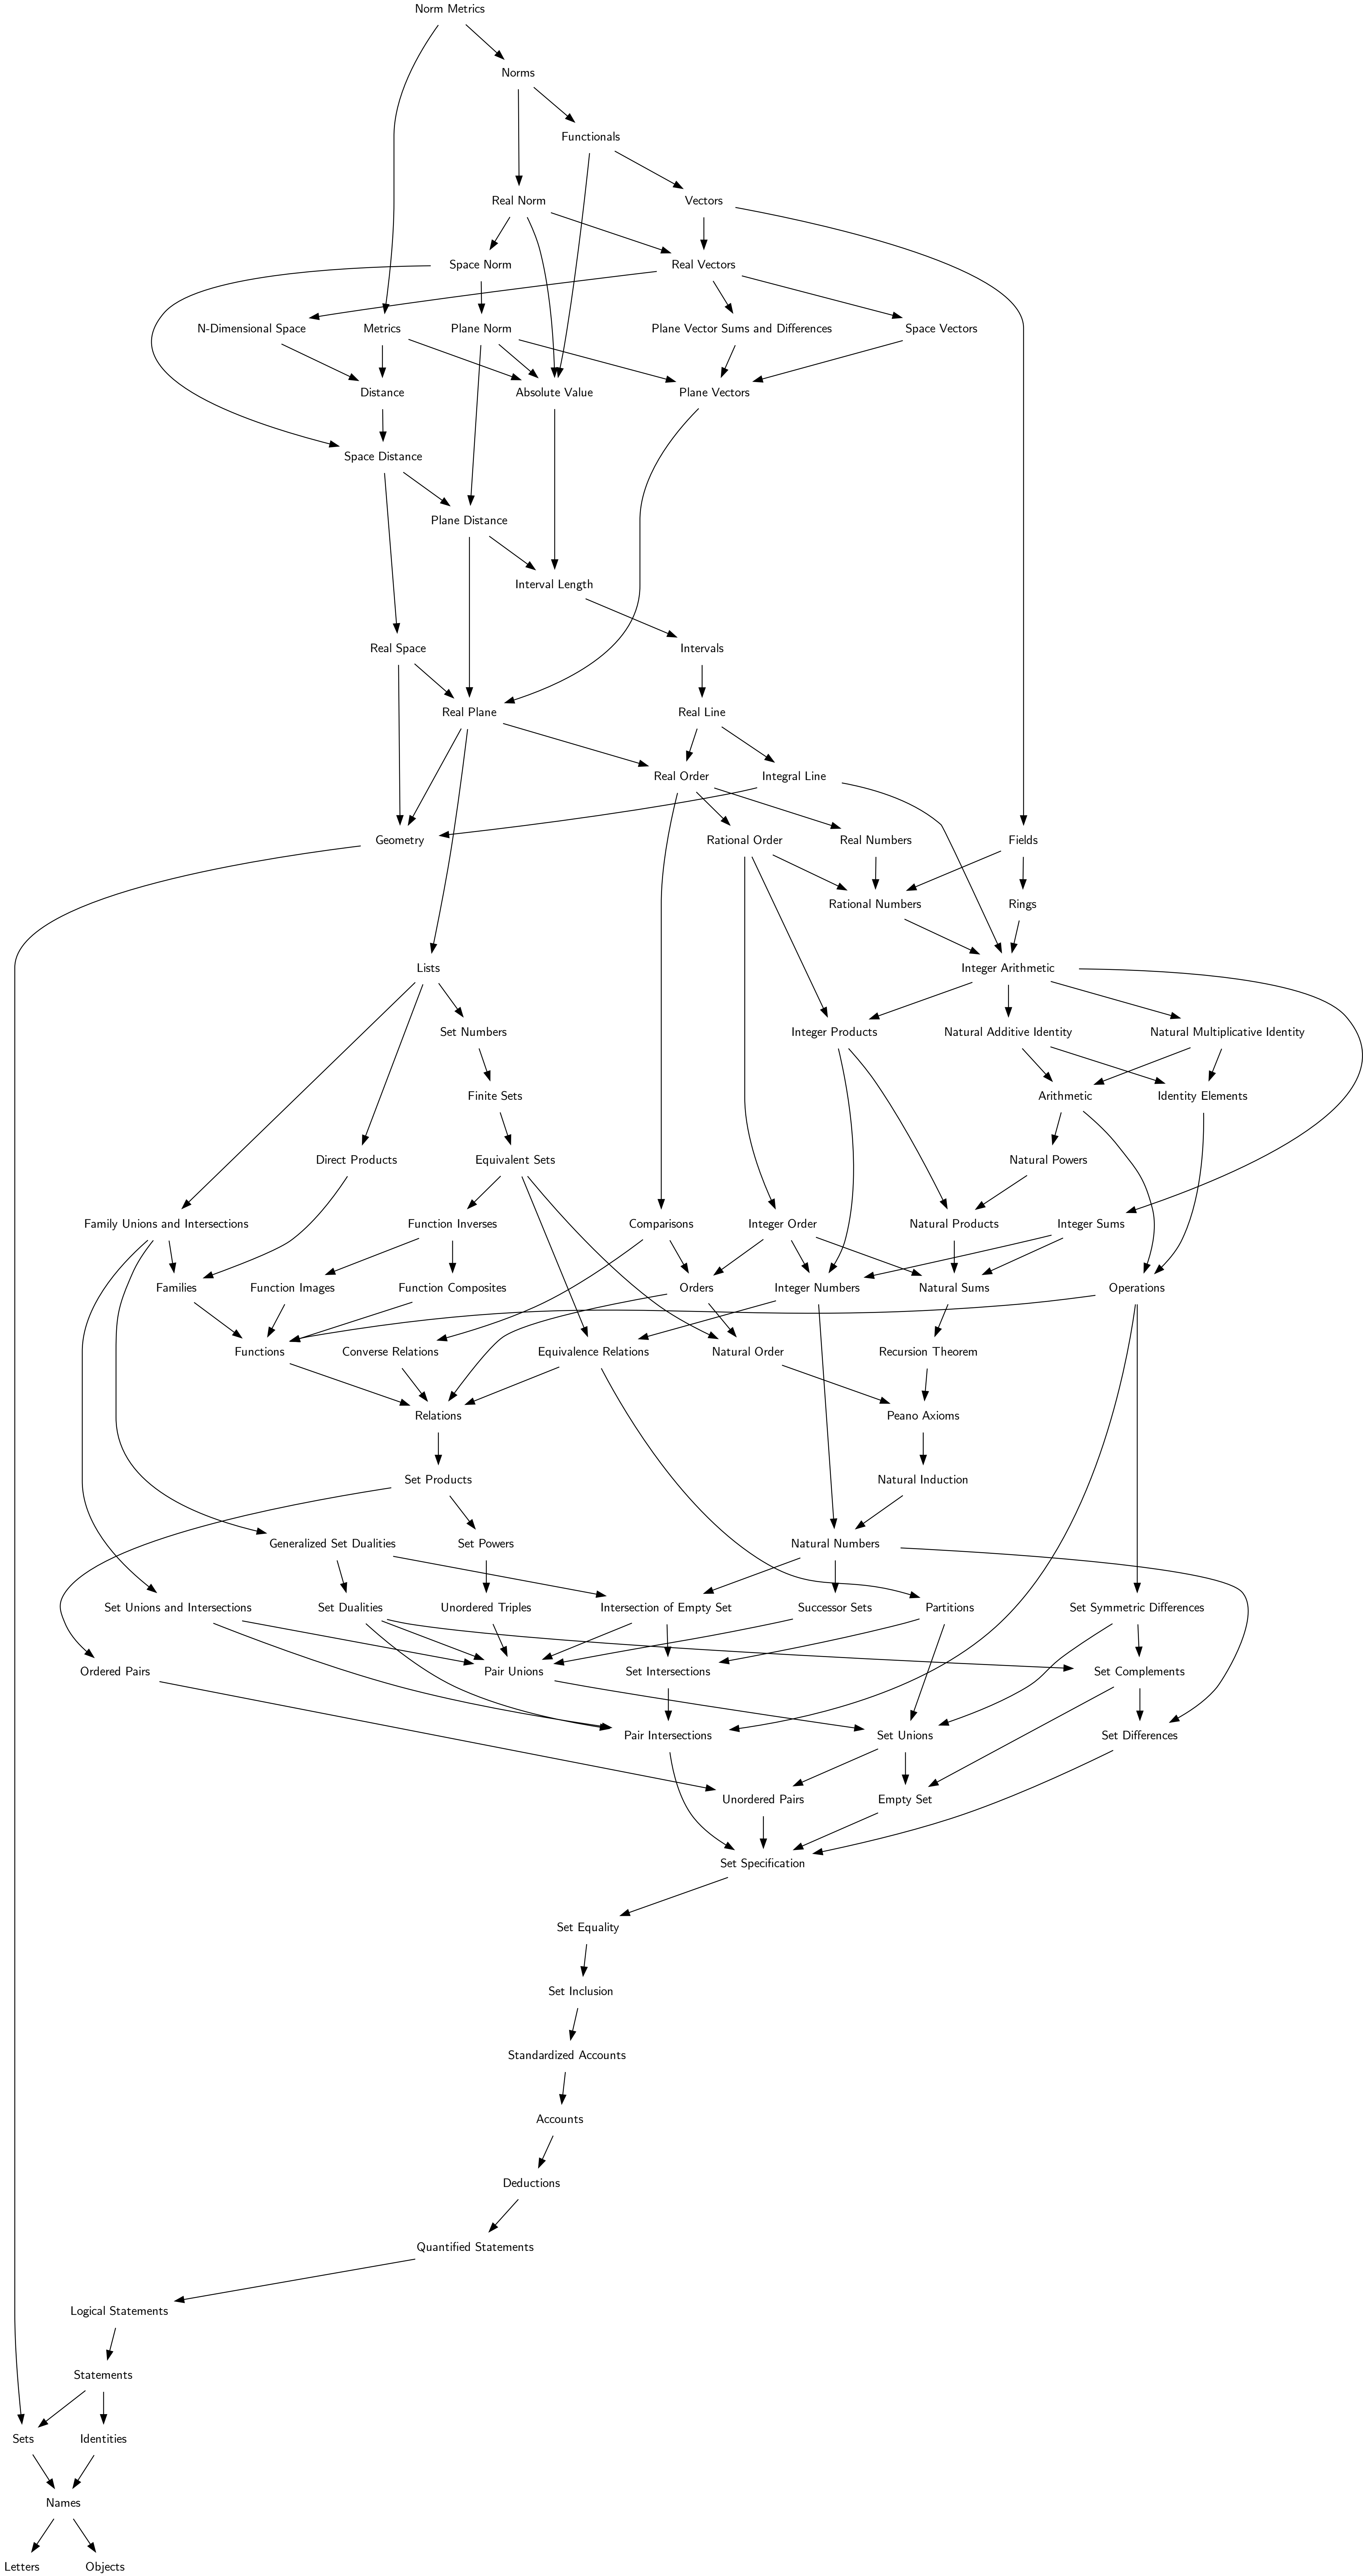 Norm Metrics
Norms
Functionals
Real Norm
Vectors
Space Norm
Real Vectors
N-Dimensional Space
Metrics
Plane Norm
Plane Vector Sums and Differences
Space Vectors
Distance
Absolute Value
Plane Vectors
Space Distance
Plane Distance
Interval Length
Real Space
Intervals
Real Plane
Real Line
Real Order
Integral Line
Geometry
Rational Order
Real Numbers
Fields
Rational Numbers
Rings
Lists
Integer Arithmetic
Set Numbers
Integer Products
Natural Additive Identity
Natural Multiplicative Identity
Finite Sets
Arithmetic
Identity Elements
Direct Products
Equivalent Sets
Natural Powers
Family Unions and Intersections
Function Inverses
Comparisons
Integer Order
Natural Products
Integer Sums
Families
Function Images
Function Composites
Orders
Integer Numbers
Natural Sums
Operations
Functions
Converse Relations
Equivalence Relations
Natural Order
Recursion Theorem
Relations
Peano Axioms
Set Products
Natural Induction
Generalized Set Dualities
Set Powers
Natural Numbers
Set Unions and Intersections
Set Dualities
Unordered Triples
Intersection of Empty Set
Successor Sets
Partitions
Set Symmetric Differences
Ordered Pairs
Pair Unions
Set Intersections
Set Complements
Pair Intersections
Set Unions
Set Differences
Unordered Pairs
Empty Set
Set Specification
Set Equality
Set Inclusion
Standardized Accounts
Accounts
Deductions
Quantified Statements
Logical Statements
Statements
Sets
Identities
Names
Letters
Objects